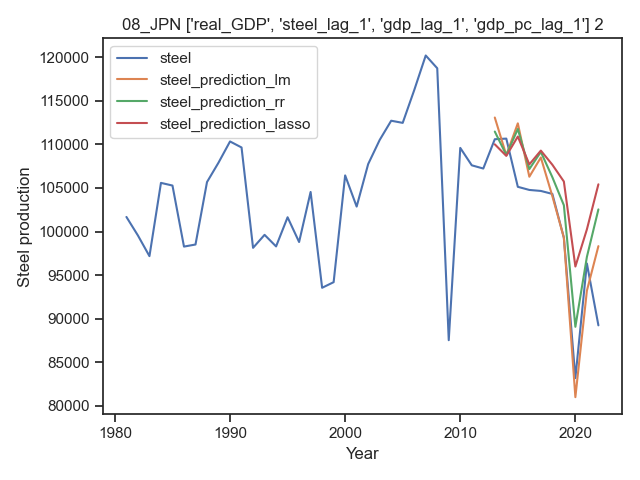 08_JPN ['real_GDP', 'steel_lag_1', 'gdp_lag_1', 'gdp_pc_lag_1'] 2
steel
steel_prediction_lm
steel_prediction_rr
steel_prediction_lasso
120000
115000
110000
105000
100000
95000
90000
85000
80000
Steel production
1980
1990
2000
2010
2020
Year